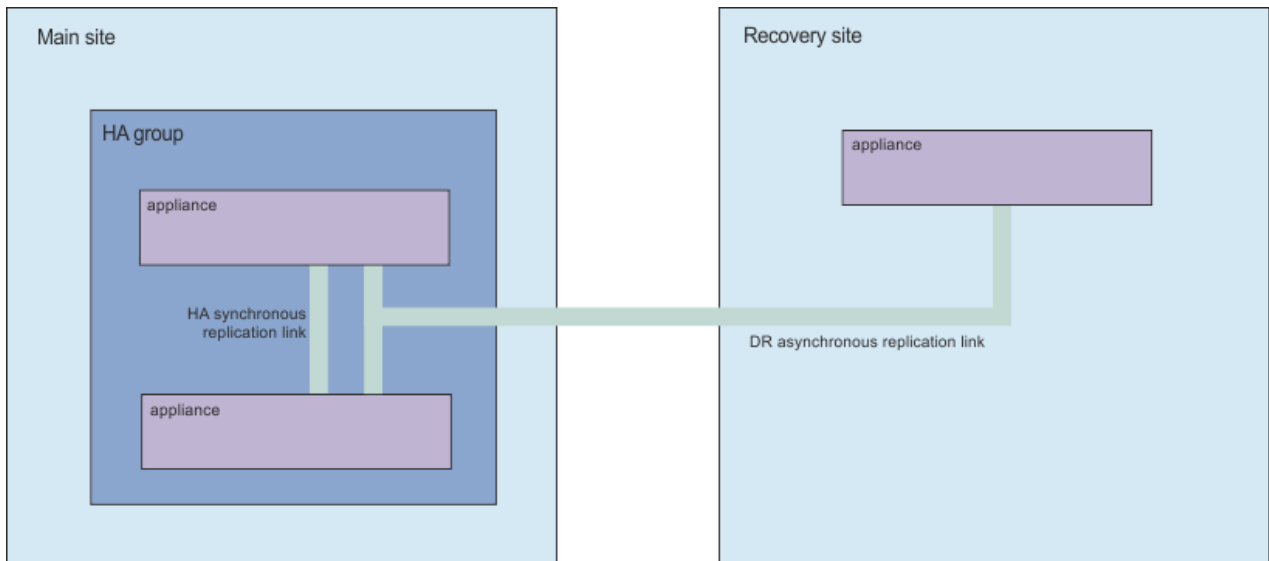 Main site
HA group
appliance
HA synchronous
replication link
appliance
Recovery site
appliance
DR asynchronous replication link